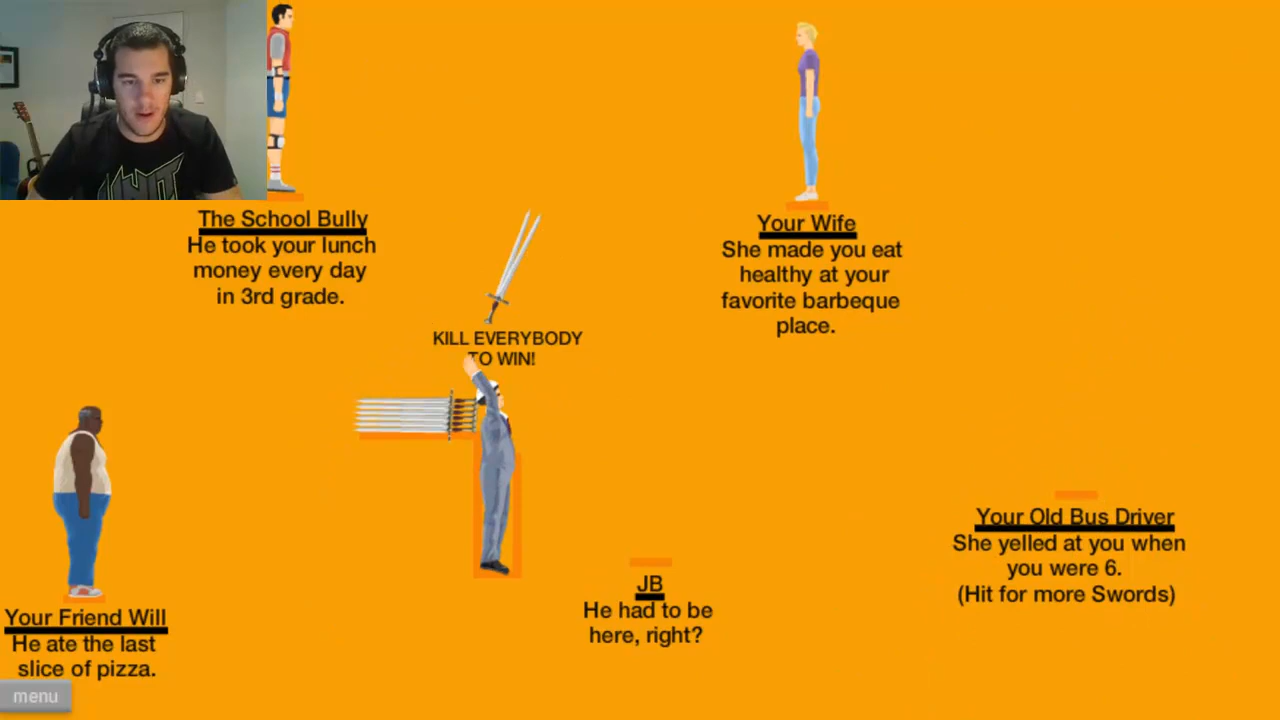 The School Bully
He took your lunch
money every day
in 3rd grade.
Your Wife
She made you eat
healthy at your
favorite barbeque
place.
KILL EVERYBODY
TO WIN!
Your Old Bus Driver
She yelled at you when
you were 6.
(Hit for more Swords)
JB
He had to be
here, right?
Your Friend Will
He ate the last
slice of pizza.
menu